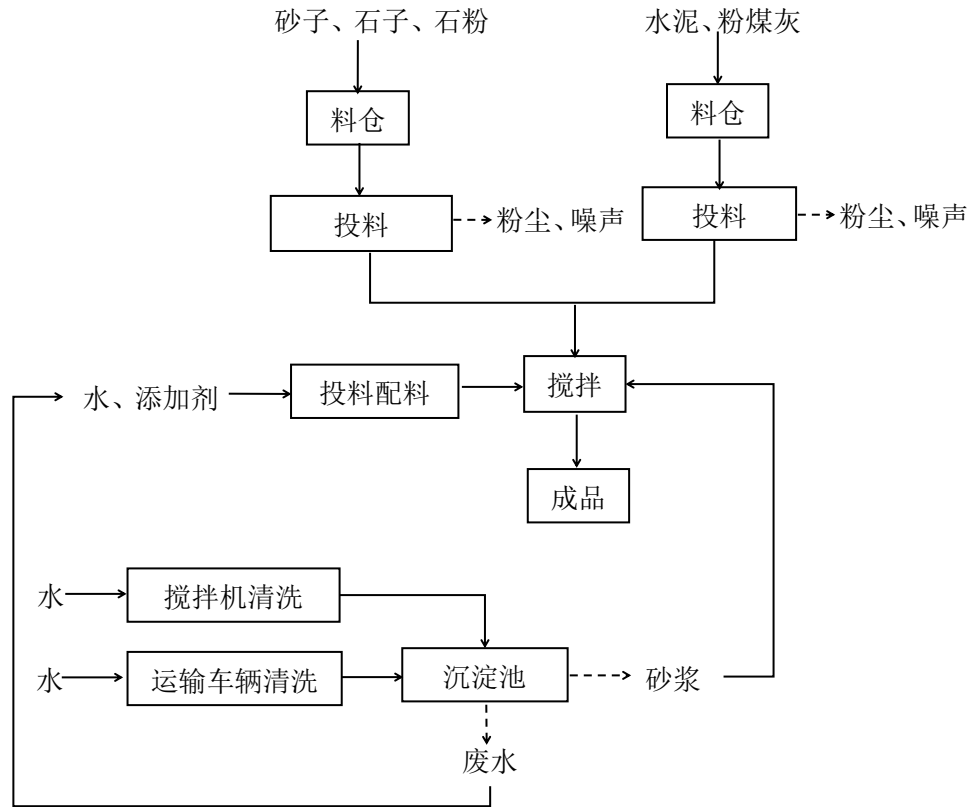 砂子、石子、石粉
水泥、粉煤灰
料仓
料仓
投料
粉尘、噪声
投料
粉尘、噪声
水、添加剂
投料配料
搅拌
成品
水
搅拌机清洗
水
运输车辆清洗
沉淀池
砂浆
废水